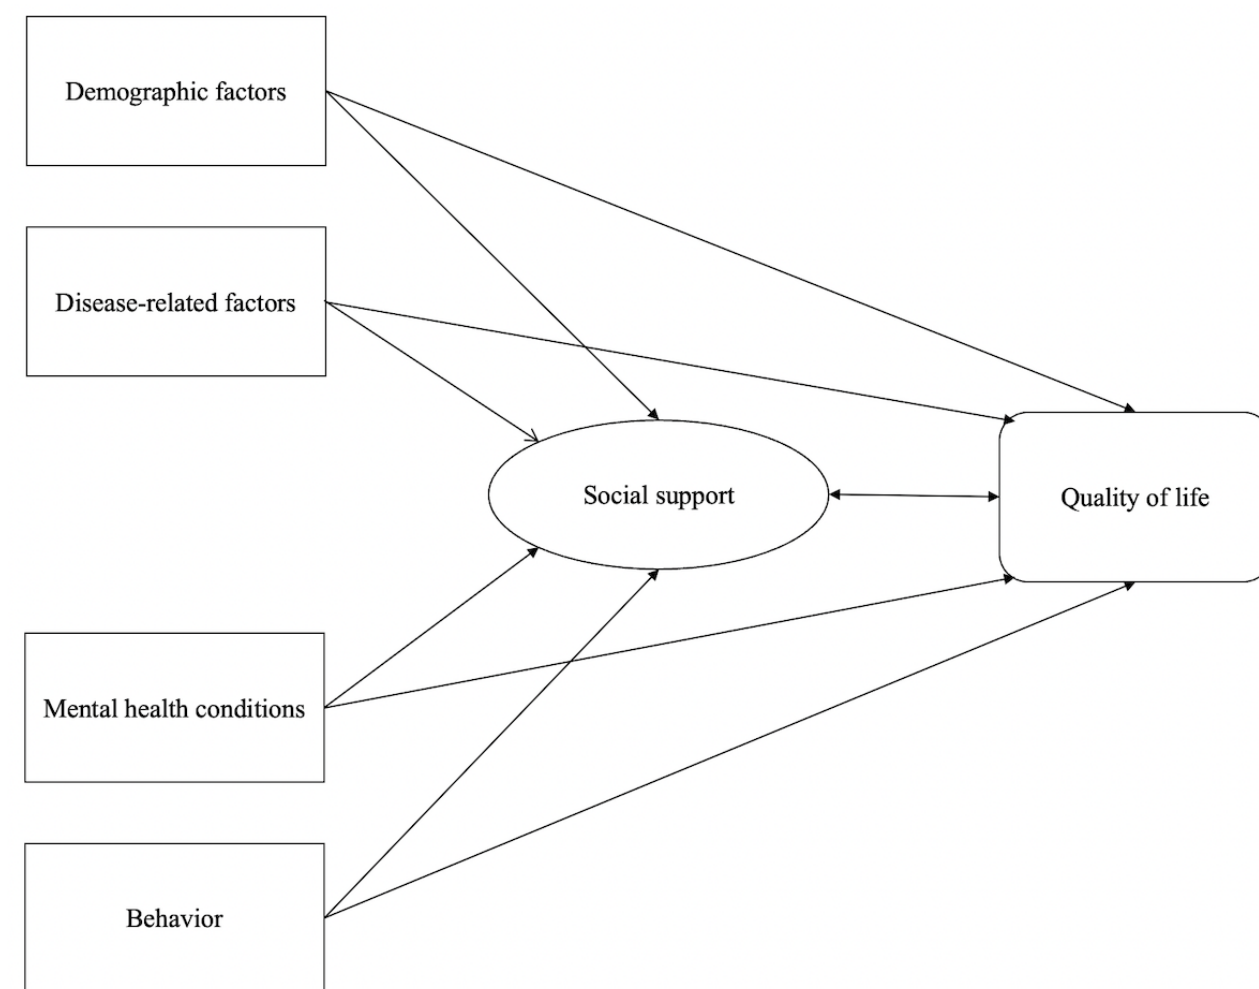 Demographic factors
Disease-related factors
Social support
Quality of life
Mental health conditions
Behavior